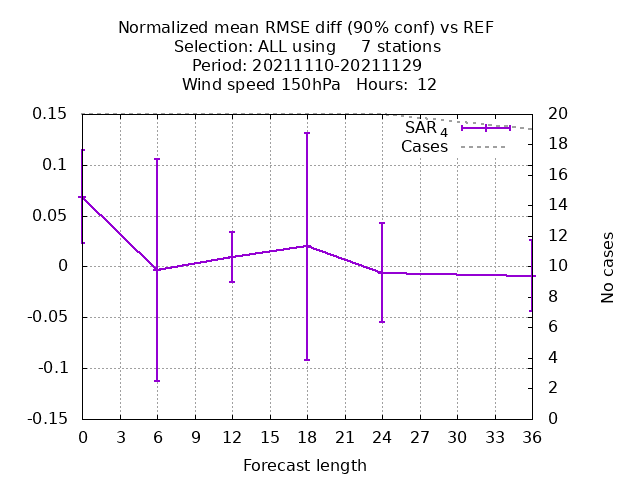 Normalized mean RMSE diff (90% conf) vs REF
Selection: ALL using     7 stations
Period: 20211110-20211129
Wind speed 150hPa   Hours:  12
0.15
0.1
0.05
0
-0.05
-0.1
-0.15
20
18
16
14
12
10
8
6
4
2
0
SAR 4
Cases
No cases
0 3 6 9 12 15 18 21 24 27 30 33 36
Forecast length